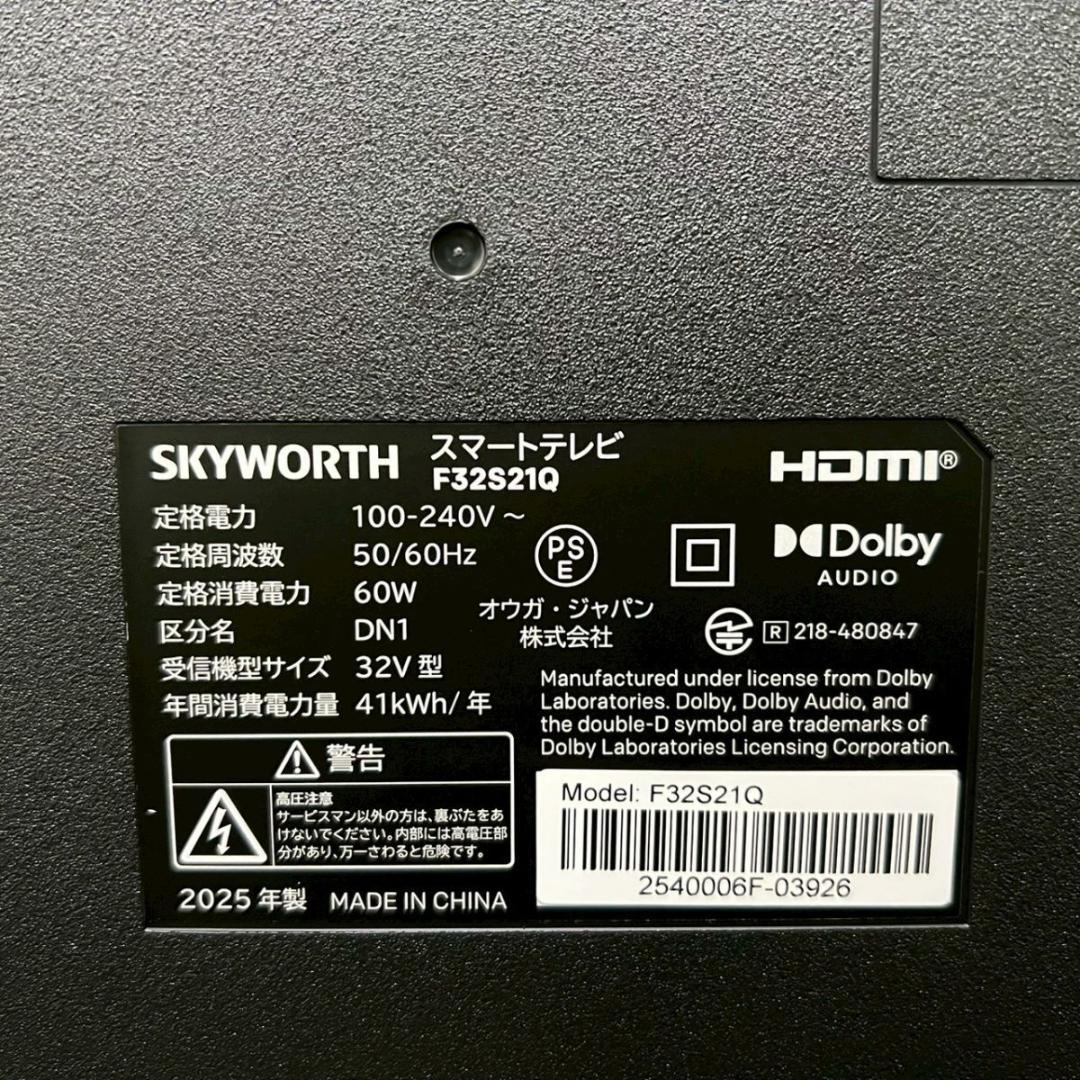 SKYWORTH スマートテレビ
F32S21Q
HDMI®
定格電力 100-240V ~
定格周波数 50/60Hz
定格消費電力 60W
区分名 DN1
受信機型サイズ 32V 型
年間消費電力量 41kWh/ 年
PS
E
オウガ・ジャパン
株式会社
Dolby
AUDIO
R 218-480847
Manufactured under license from Dolby
Laboratories. Dolby, Dolby Audio, and
the double-D symbol are trademarks of
Dolby Laboratories Licensing Corporation.
警告
高圧注意
サービスマン以外の方は、裏ぶたをあ
けないでください。内部には高電圧部
分があり、万一さわると危険です。
2025 年製 MADE IN CHINA
Model: F32S21Q
2540006F-03926